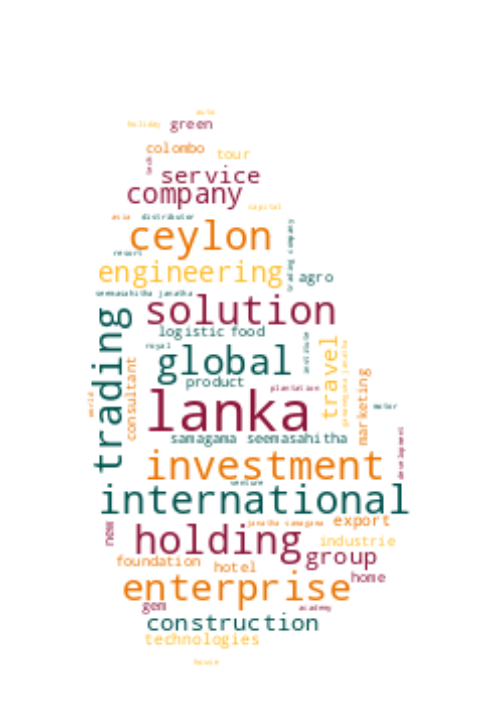 auto
holiday green
colombo tour
service
company
capital
asia distributor
ceylon
trading company
resort
engineering agro
seemasahitha janatha
solution
trading
logistic food
institute
royal
global
travel
product
plantation
consultant
marketing
world
lanka
motor
samagama seemasahitha
development
investment
venture
international
janatha samagama export
new
holding
industrie
group
foundation hotel
home
enterprise
gem academy
construction
technologies
house